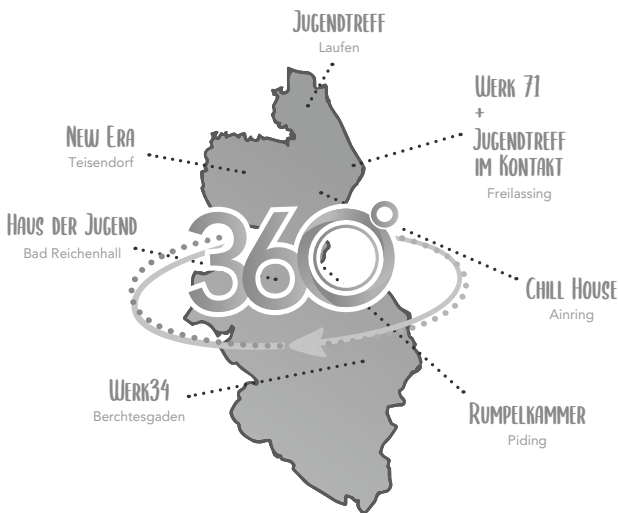 Jugendtreff
Laufen
Werk 71
+
Jugendtreff
im Kontakt
Freilassing
New Era
Teisendorf
Haus der Jugend
Bad Reichenhall
360°
Chill House
Ainring
Werk34
Berchtesgaden
Rumpelkammer
Piding